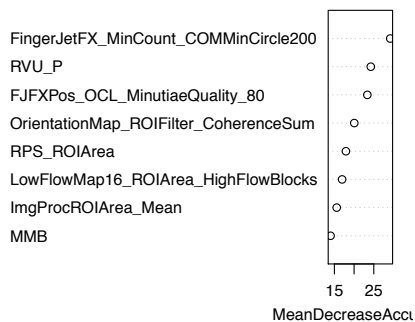 FingerJetFX_MinCount_COMMinCircle200
RVU_P
FJFXPos_OCL_MinutiaeQuality_80
OrientationMap_ROIFilter_CoherenceSum
RPS_ROIArea
LowFlowMap16_ROIArea_HighFlowBlocks
ImgProcROIArea_Mean
MMB
15 25
MeanDecreaseAccu